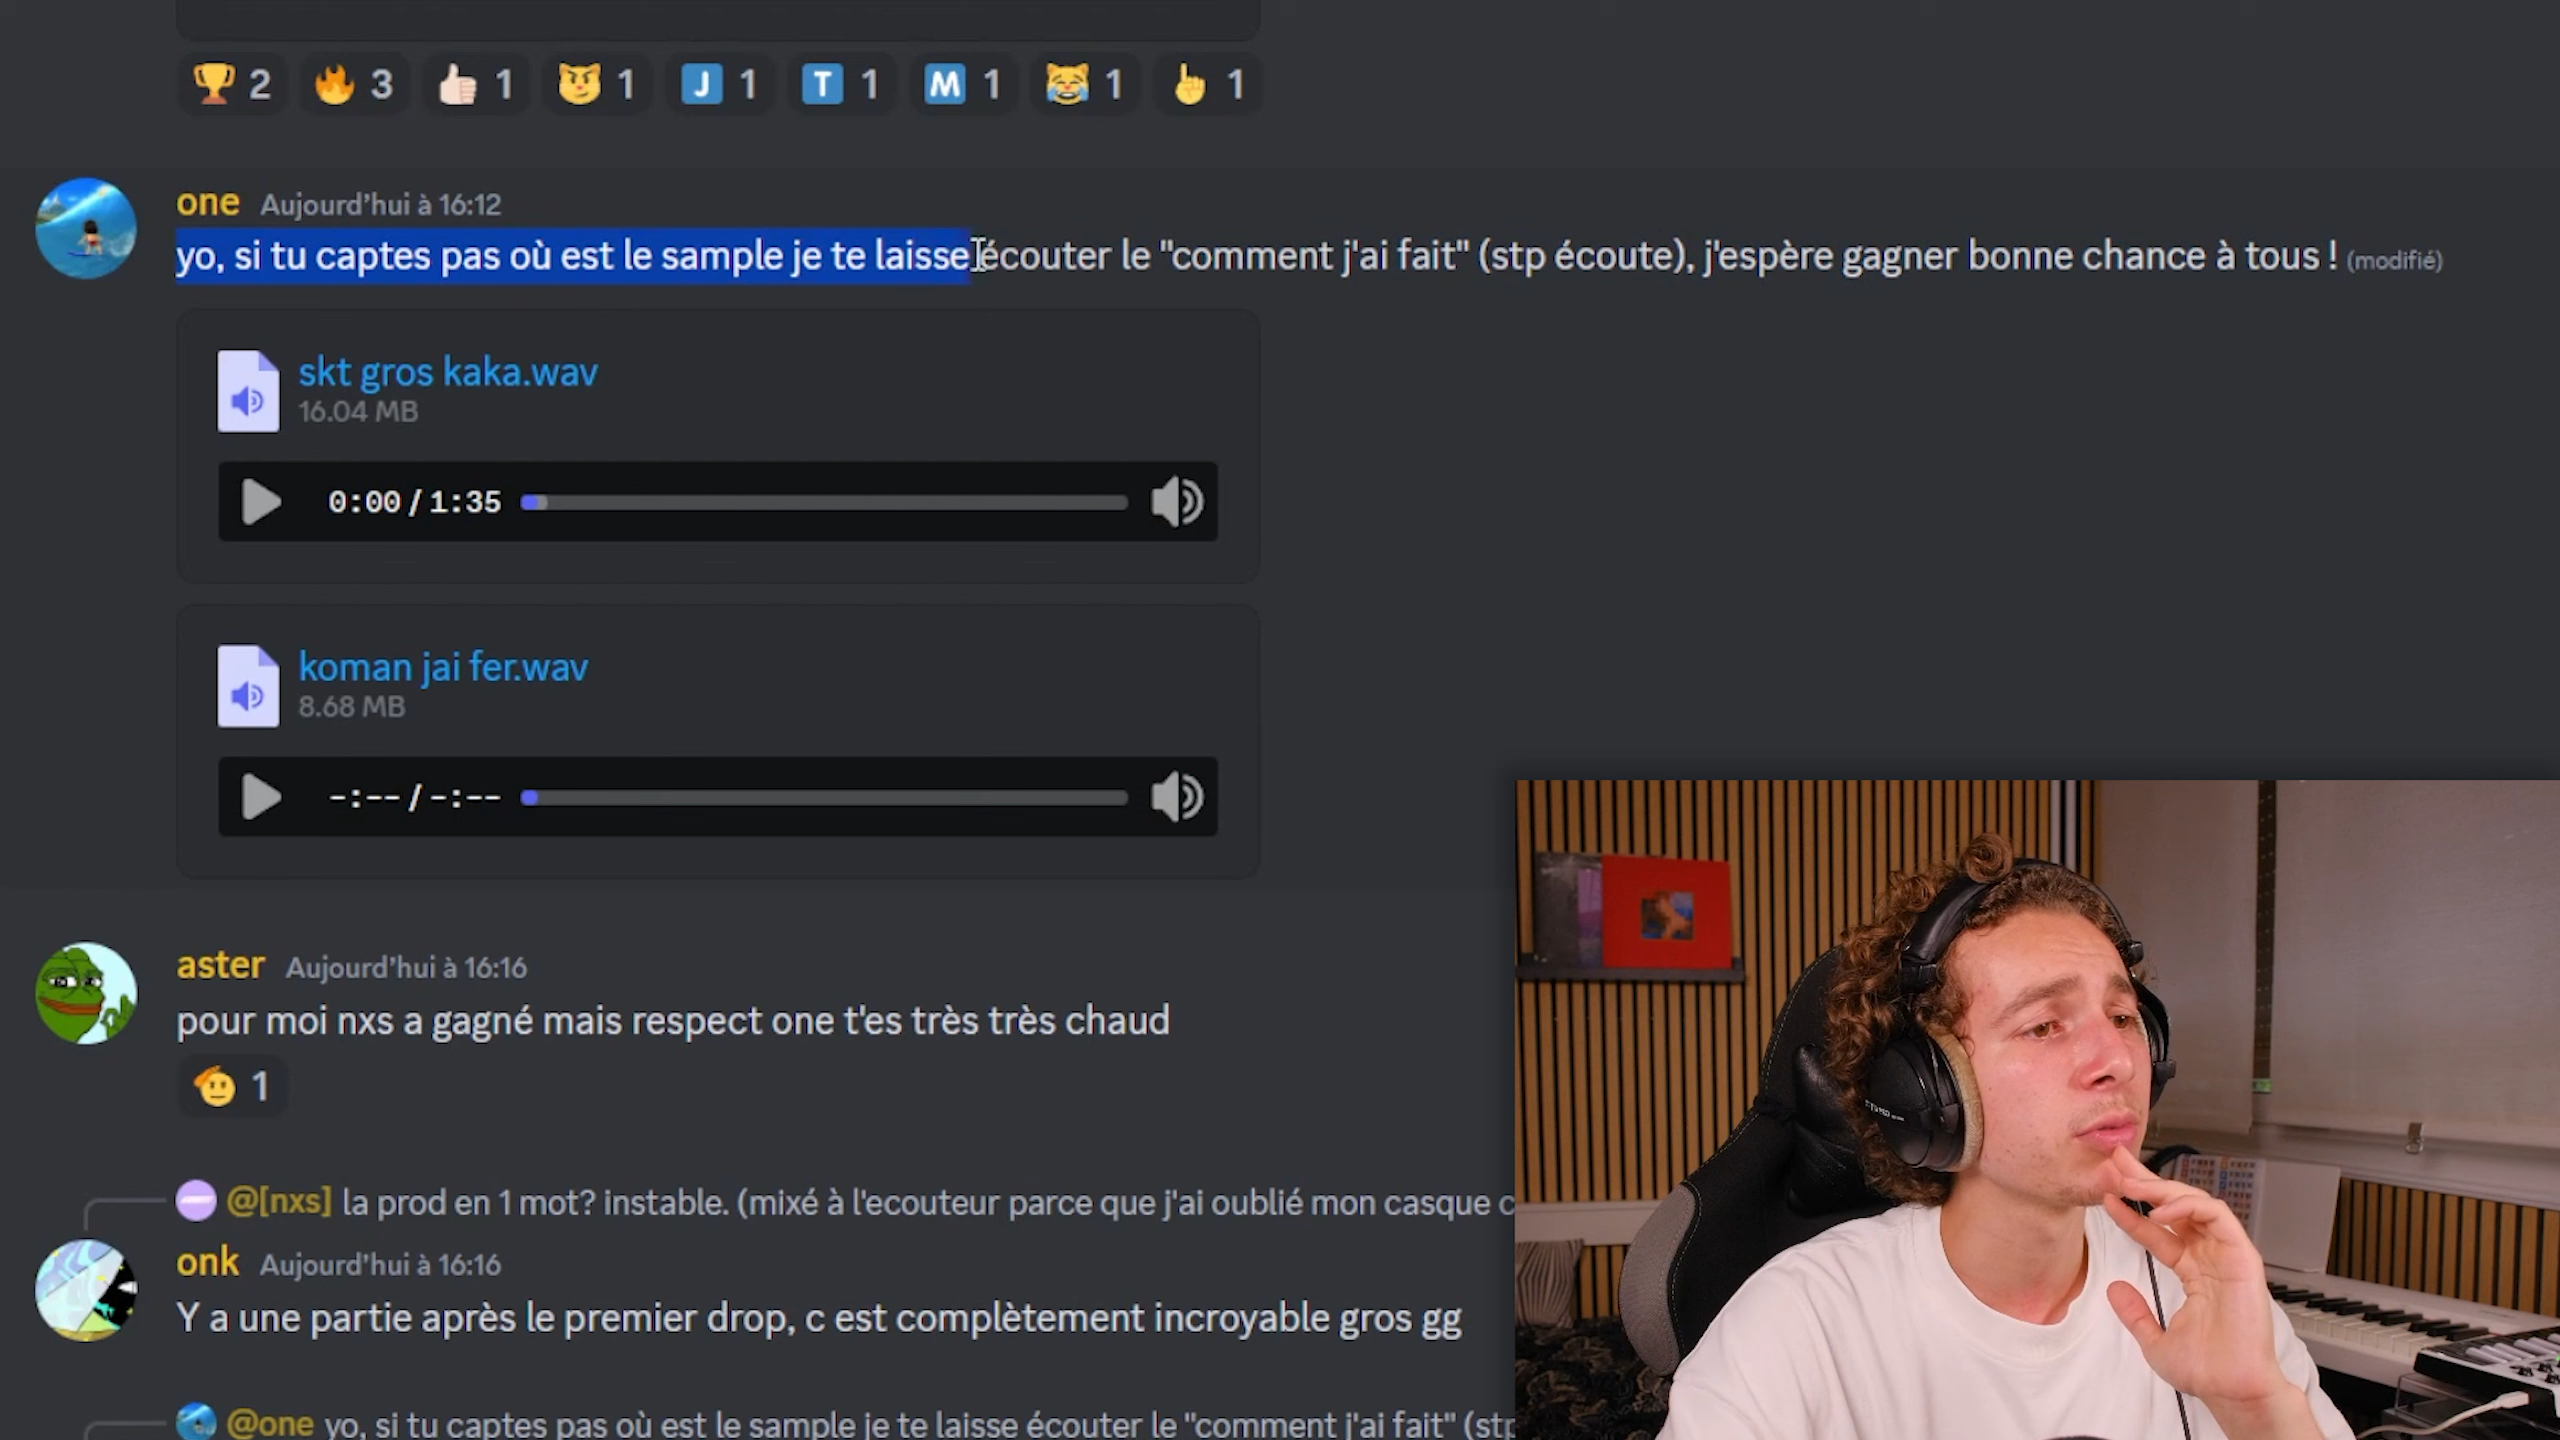 2 3 1 1 J 1 T 1 M 1 1 1
one Aujourd'hui à 16:12
yo, si tu captes pas où est le sample je te laisse écouter le "comment j'ai fait" (stp écoute), j'espère gagner bonne chance à tous ! (modifié)
skt gros kaka.wav
16.04 MB
0:00 / 1:35
koman jai fer.wav
8.68 MB
-:-- / -:--
aster Aujourd'hui à 16:16
pour moi nxs a gagné mais respect one t'es très très chaud
1
@[nxs] la prod en 1 mot? instable. (mixé à l'ecouteur parce que j'ai oublié mon casque c
onk Aujourd'hui à 16:16
Y a une partie après le premier drop, c est complètement incroyable gros gg
@one yo, si tu captes pas où est le sample je te laisse écouter le "comment j'ai fait" (stp